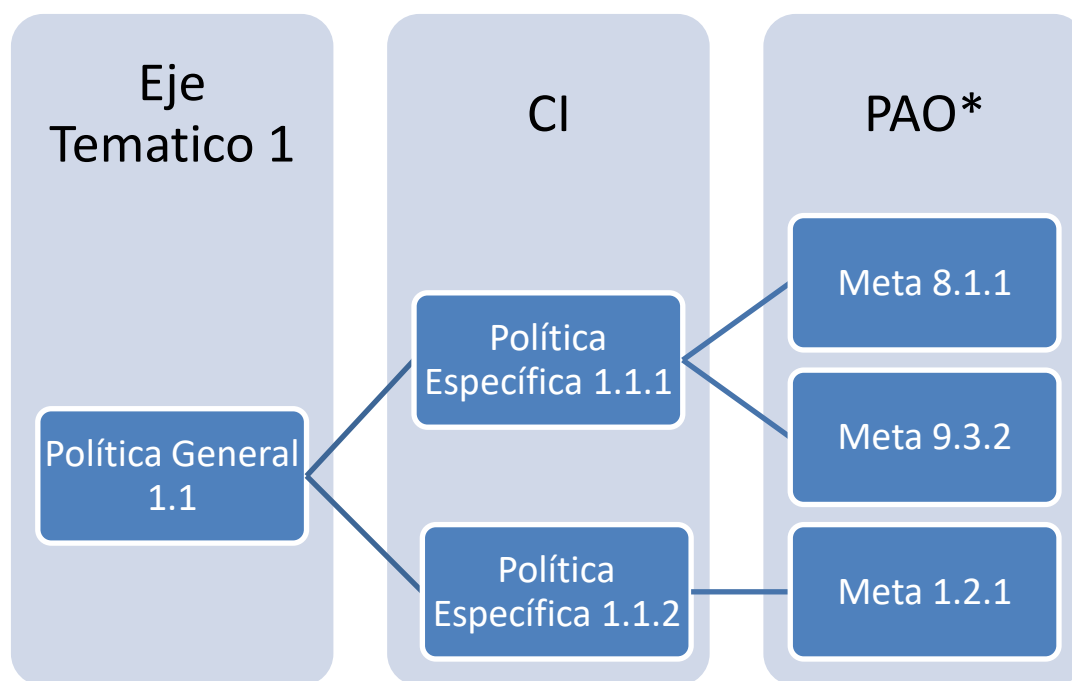 Eje
Tematico 1
CI
PAO*
Política General
1.1
Política
Específica 1.1.1
Política
Específica 1.1.2
Meta 8.1.1
Meta 9.3.2
Meta 1.2.1